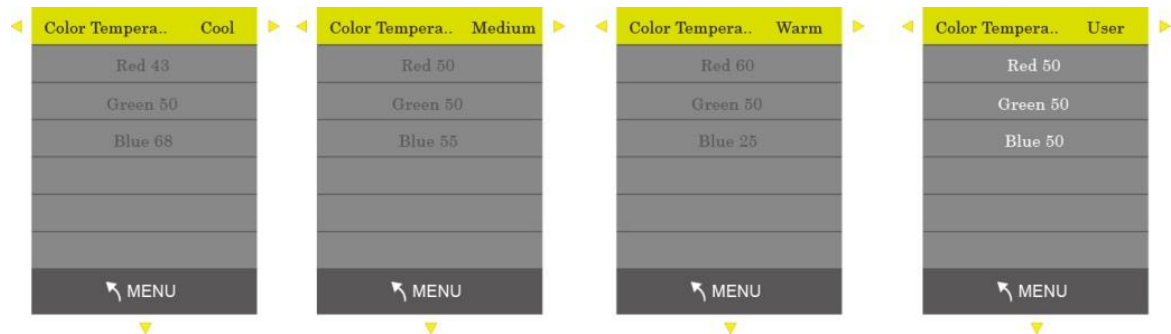 Color Tempera.. Cool
Red 43
Green 50
Blue 68
MENU
Color Tempera.. Medium
Red 50
Green 50
Blue 55
MENU
Color Tempera.. Warm
Red 60
Green 50
Blue 25
MENU
Color Tempera.. User
Red 50
Green 50
Blue 50
MENU